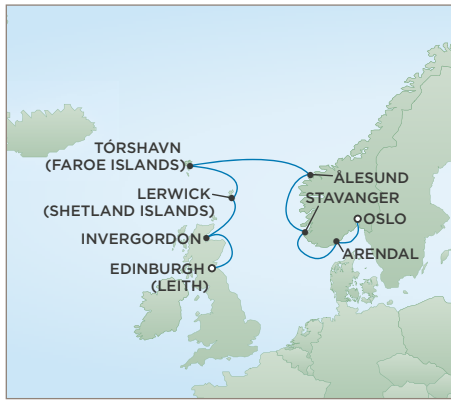 TÓRSHAVN
(FAROE ISLANDS)
LERWICK
(SHETLAND ISLANDS)
INVERGORDON
EDINBURGH
(LEITH)
ÅLESUND
STAVANGER
OSLO
ARENDAL